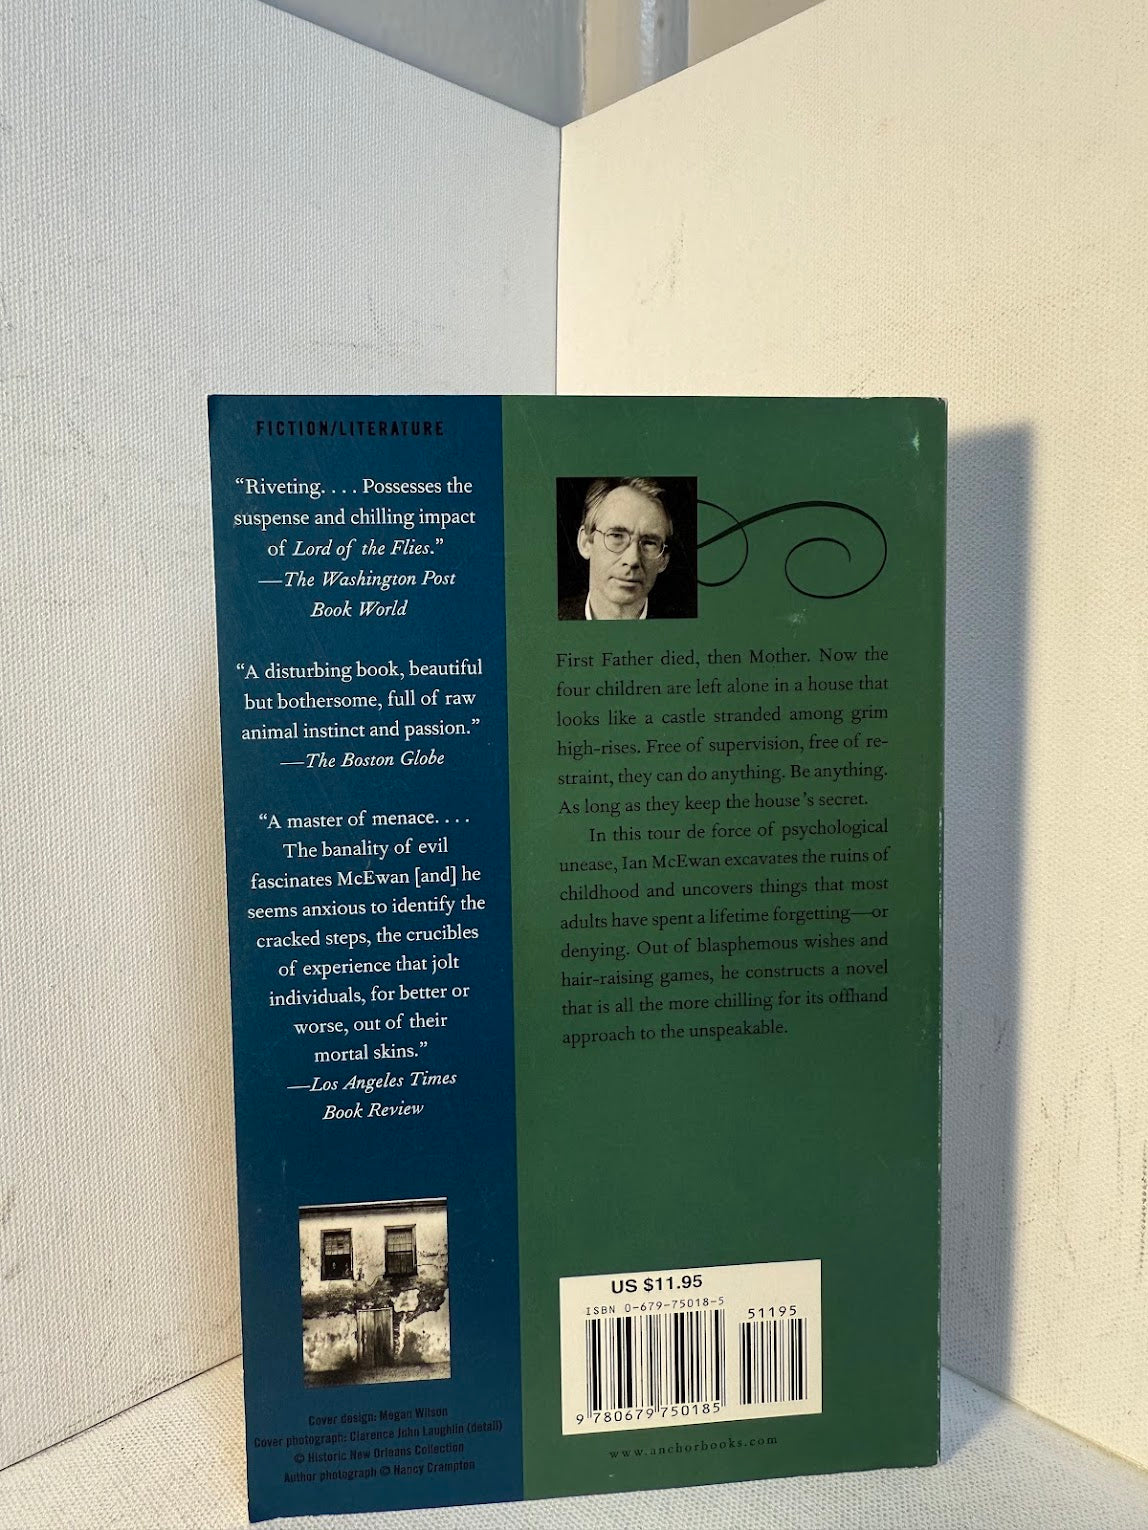 FICTION/LITERATURE
“Riveting. . . . Possesses the
suspense and chilling impact
of Lord of the Flies.”
—The Washington Post
Book World
“A disturbing book, beautiful
but bothersome, full of raw
animal instinct and passion.”
—The Boston Globe
“A master of menace. . . .
The banality of evil
fascinates McEwan [and] he
seems anxious to identify the
cracked steps, the crucibles
of experience that jolt
individuals, for better or
worse, out of their
mortal skins.”
—Los Angeles Times
Book Review
Cover design: Megan Wilson
Cover photograph: Clarence John Laughlin (detail)
© Historic New Orleans Collection
Author photograph © Nancy Crampton
First Father died, then Mother. Now the
four children are left alone in a house that
looks like a castle stranded among grim
high-rises. Free of supervision, free of re-
straint, they can do anything. Be anything.
As long as they keep the house’s secret.
In this tour de force of psychological
unease, Ian McEwan excavates the ruins of
childhood and uncovers things that most
adults have spent a lifetime forgetting—or
denying. Out of blasphemous wishes and
hair-raising games, he constructs a novel
that is all the more chilling for its offhand
approach to the unspeakable.
US $11.95
ISBN 0-679-75018-5
51195
9 780679 750185
www.anchorbooks.com